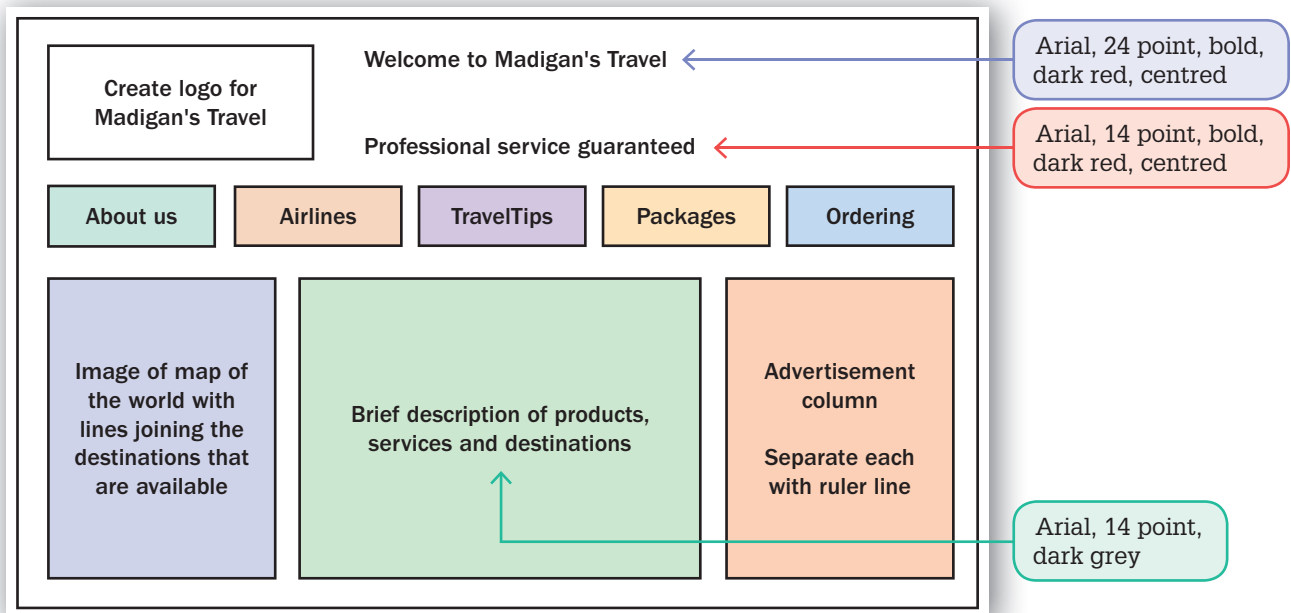 Create logo for
Madigan's Travel
Welcome to Madigan's Travel
Arial, 24 point, bold,
dark red, centred
Professional service guaranteed
Arial, 14 point, bold,
dark red, centred
About us
Airlines
TravelTips
Packages
Ordering
Image of map of
the world with
lines joining the
destinations that
are available
Brief description of products,
services and destinations
Advertisement
column
Separate each
with ruler line
Arial, 14 point,
dark grey